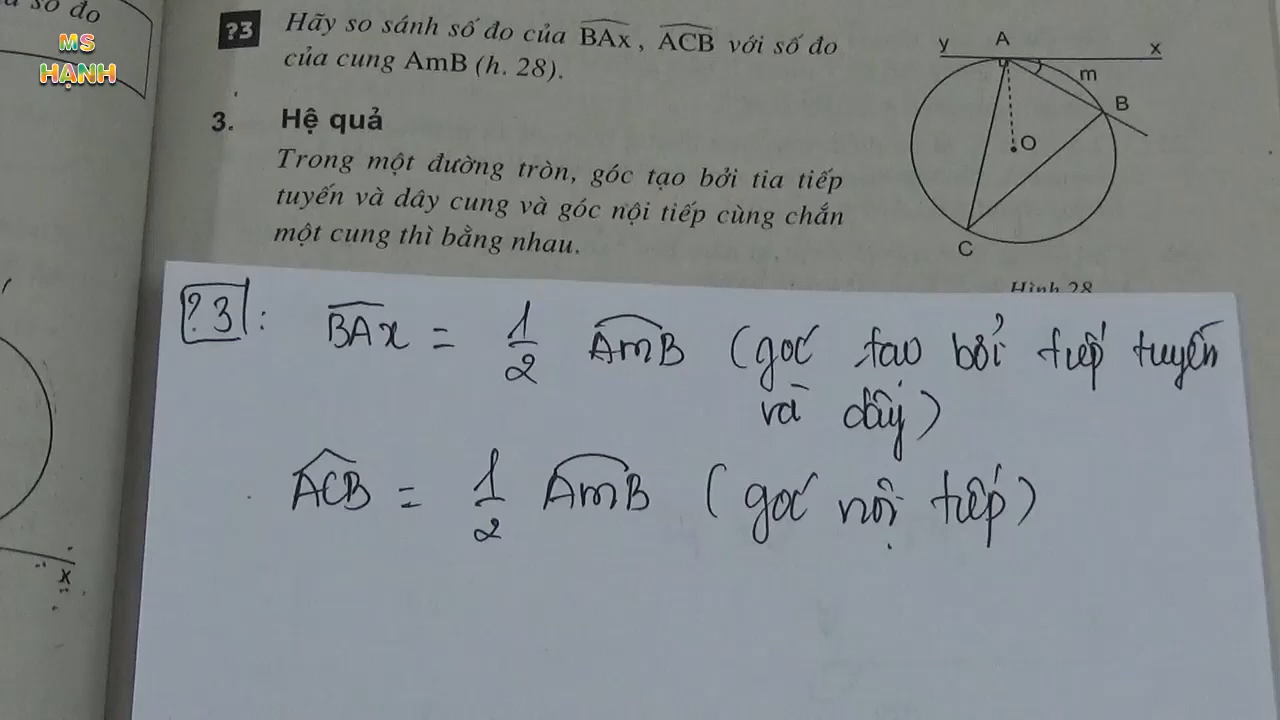 số đo
MS
HẠNH
?3 Hãy so sánh số đo của BAx, ACB với số đo
của cung AmB (h. 28).
3. Hệ quả
Trong một đường tròn, góc tạo bởi tia tiếp
tuyến và dây cung và góc nội tiếp cùng chắn
một cung thì bằng nhau.
y A x
m
B
O
C
Hình 28
?3 : BAx = 1/2 AmB (góc tạo bởi tiếp tuyến
và dây)
ACB = 1/2 AmB (góc nội tiếp)
x